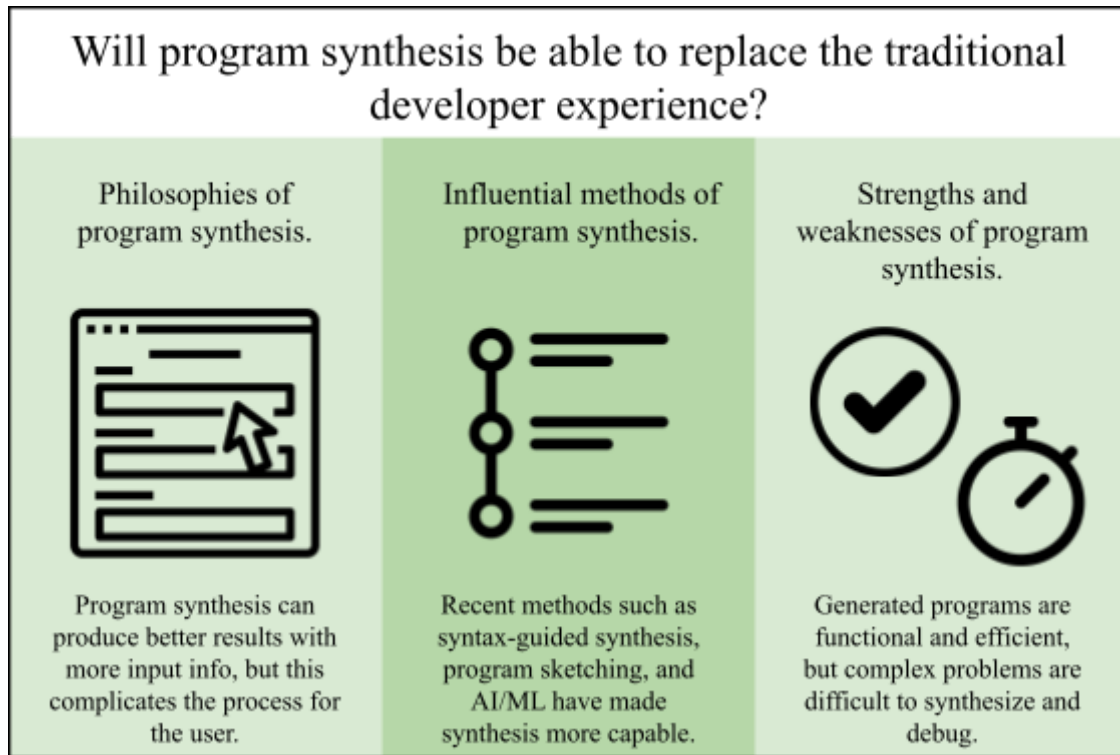 Will program synthesis be able to replace the traditional
developer experience?
Philosophies of
program synthesis.
Program synthesis can
produce better results with
more input info, but this
complicates the process for
the user.
Influential methods of
program synthesis.
Recent methods such as
syntax-guided synthesis,
program sketching, and
AI/ML have made
synthesis more capable.
Strengths and
weaknesses of program
synthesis.
Generated programs are
functional and efficient,
but complex problems are
difficult to synthesize and
debug.